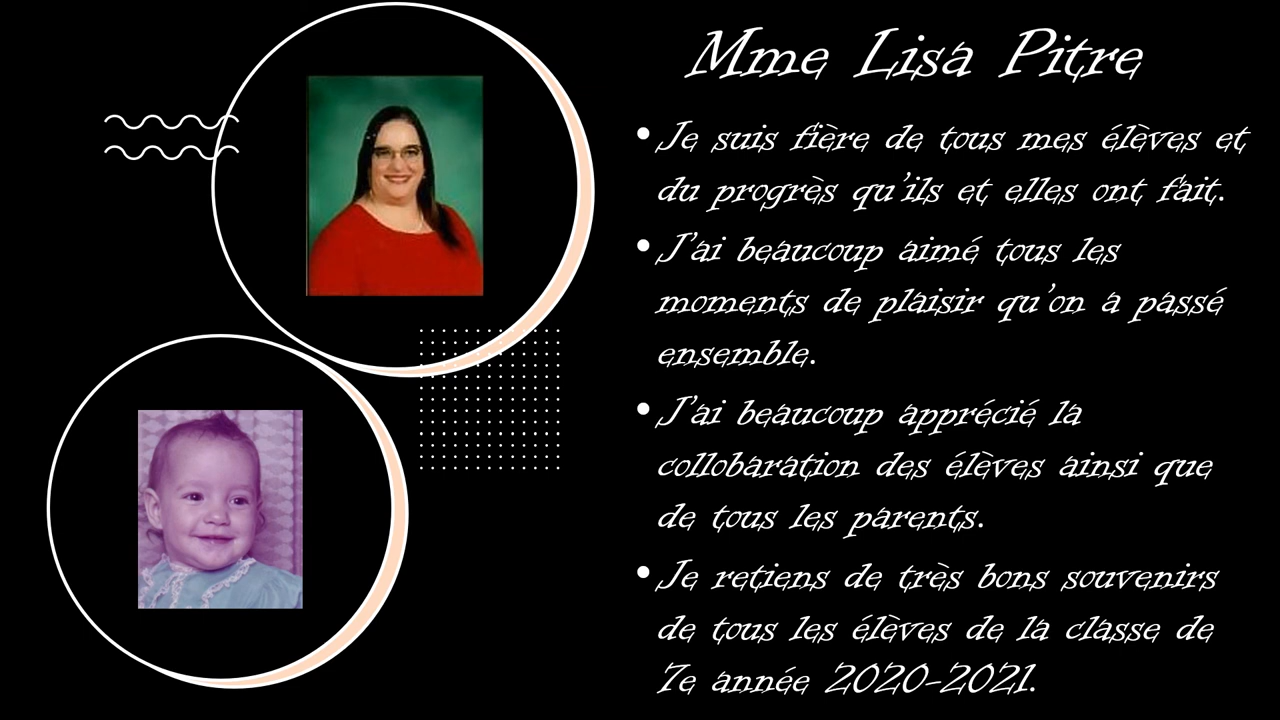 Mme Lisa Pitre
• Je suis fière de tous mes élèves et
du progrès qu'ils et elles ont fait.
• J'ai beaucoup aimé tous les
moments de plaisir qu'on a passé
ensemble.
• J'ai beaucoup apprécié la
collobaration des élèves ainsi que
de tous les parents.
• Je retiens de très bons souvenirs
de tous les élèves de la classe de
7e année 2020-2021.